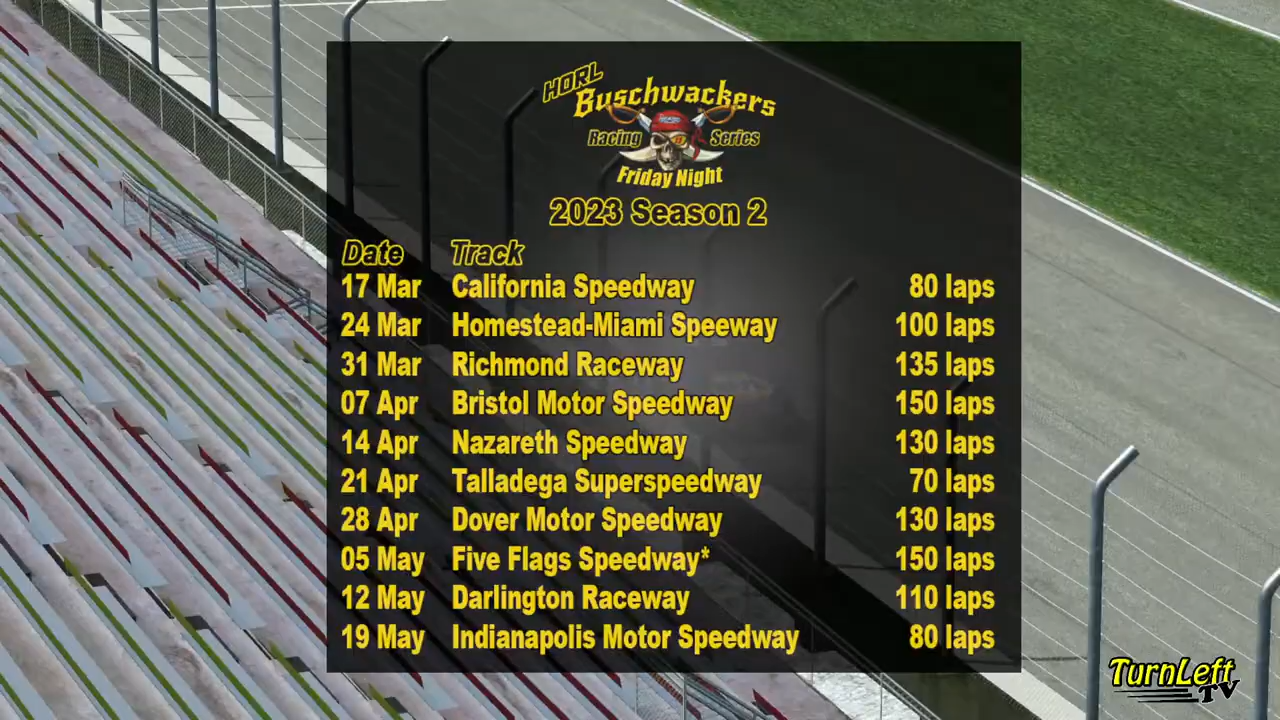 HORL
Buschwackers
Racing Series
Friday Night
2023 Season 2
Date Track
17 Mar California Speedway 80 laps
24 Mar Homestead-Miami Speeway 100 laps
31 Mar Richmond Raceway 135 laps
07 Apr Bristol Motor Speedway 150 laps
14 Apr Nazareth Speedway 130 laps
21 Apr Talladega Superspeedway 70 laps
28 Apr Dover Motor Speedway 130 laps
05 May Five Flags Speedway* 150 laps
12 May Darlington Raceway 110 laps
19 May Indianapolis Motor Speedway 80 laps
TurnLeft
TV